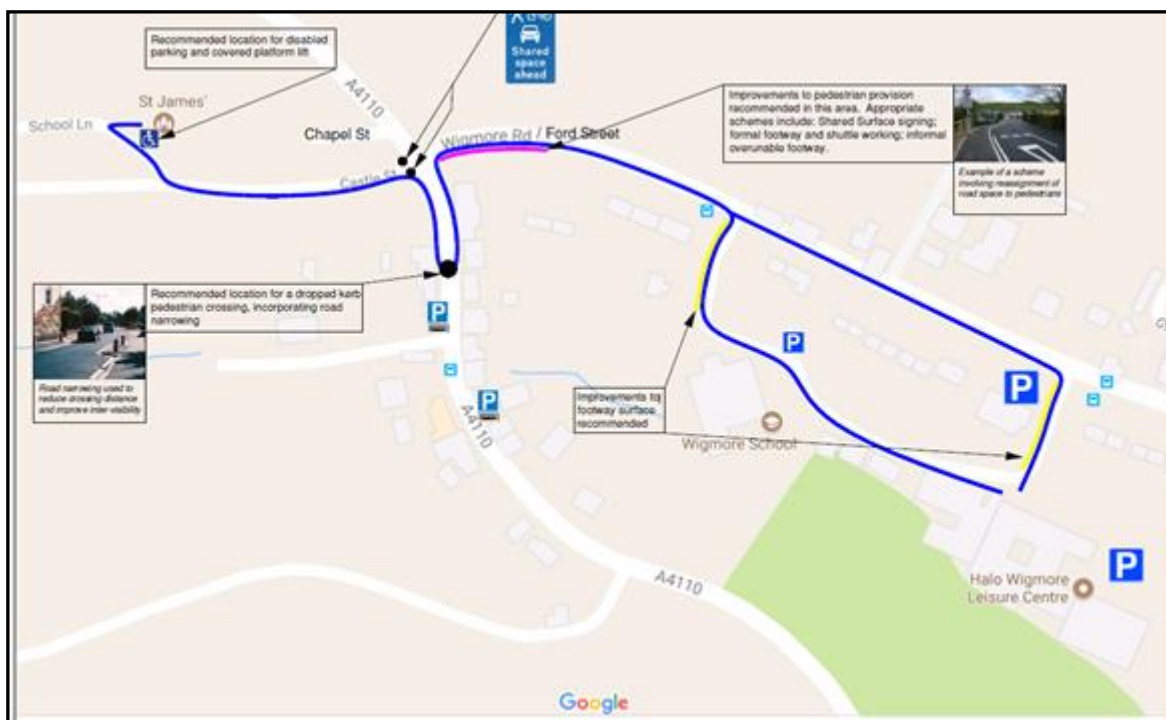 Recommended location for disabled
parking and covered platform lift
St James'
School Ln
A4110
Shared
space
ahead
Chapel St
Wigmore Rd / Ford Street
Castle St
Improvements to pedestrian provision
recommended in this area. Appropriate
schemes include: Shared Surface signing;
formal footway and shuttle working; informal
overrunable footway.
Example of a scheme
involving reassignment of
road space to pedestrians
Recommended location for a dropped kerb
pedestrian crossing, incorporating road
narrowing
Road narrowing used to
reduce crossing distance
and improve inter-visibility
P
P
P
P
Improvements to
footway surface
recommended
Wigmore School
A4110
A4110
P
Halo Wigmore
Leisure Centre
Google